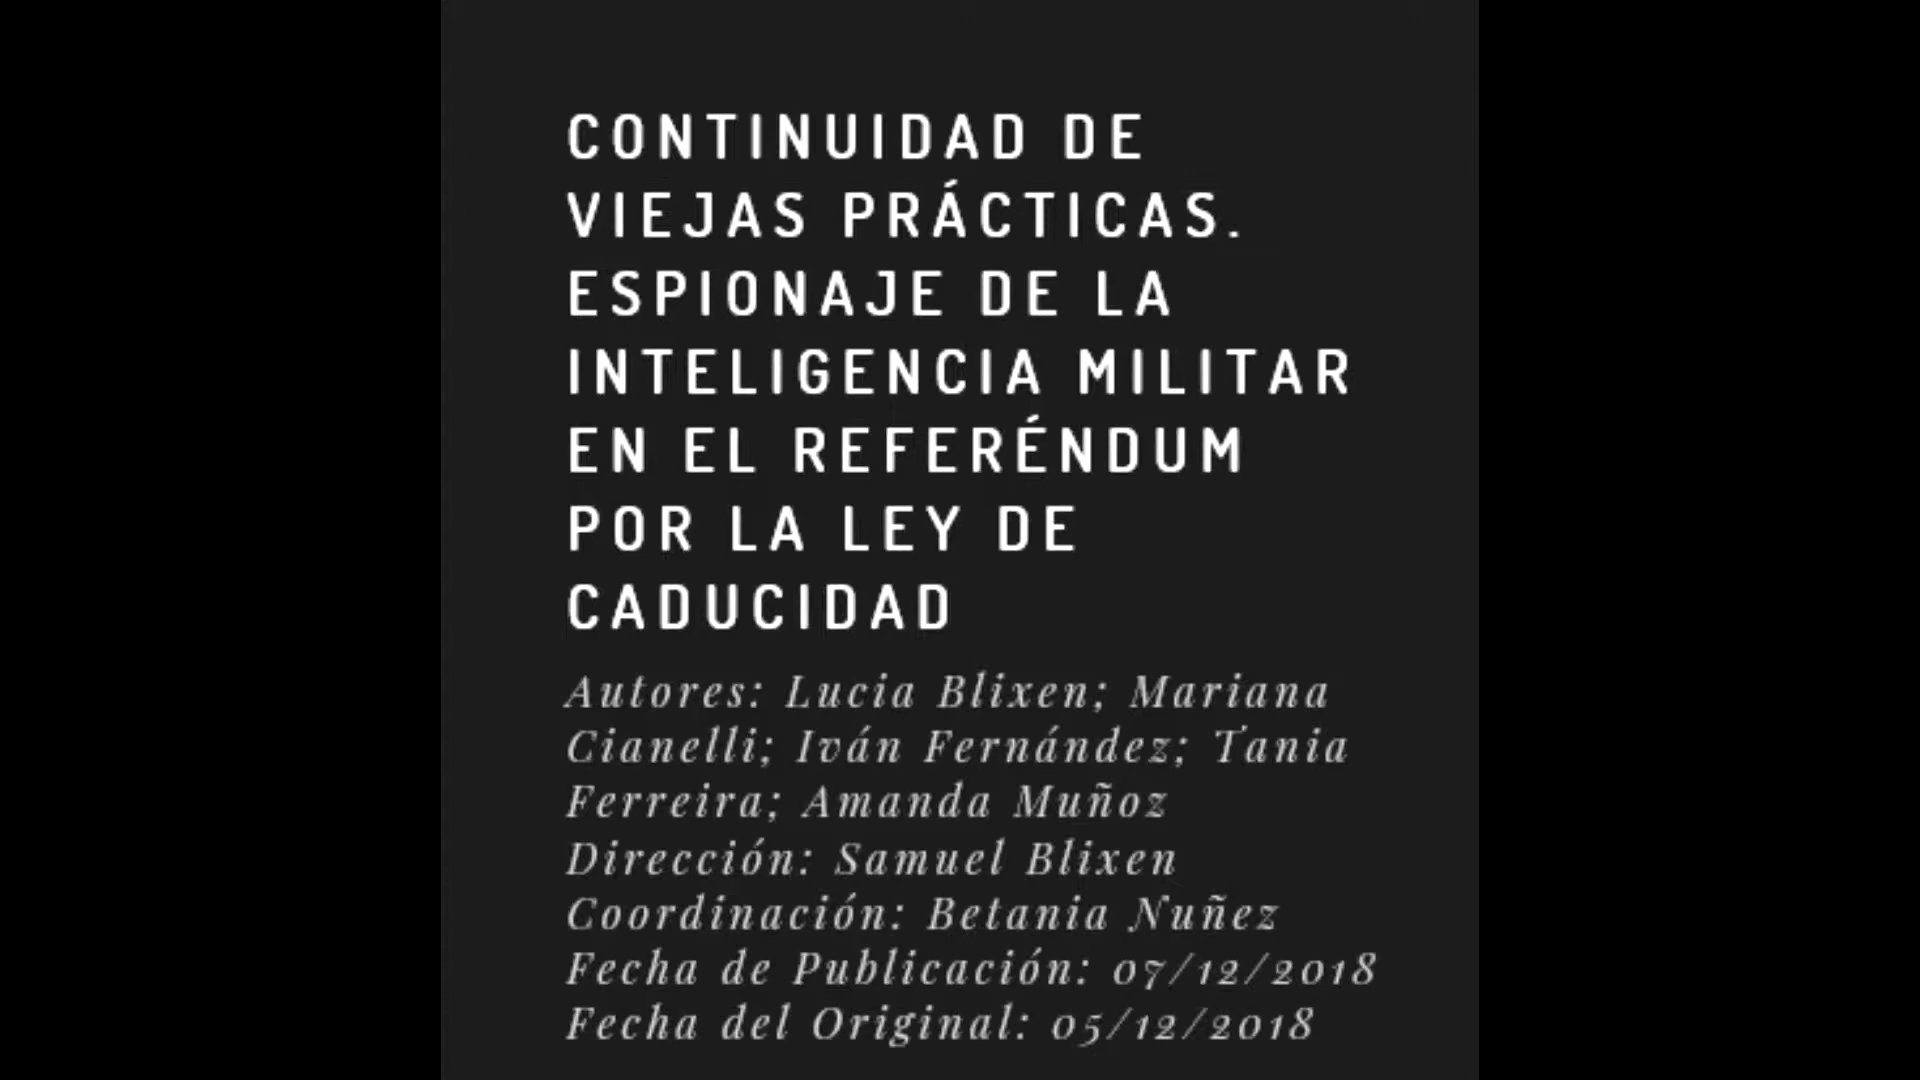 CONTINUIDAD DE
VIEJAS PRÁCTICAS.
ESPIONAJE DE LA
INTELIGENCIA MILITAR
EN EL REFERÉNDUM
POR LA LEY DE
CADUCIDAD
Autores: Lucia Blixen; Mariana
Cianelli; Iván Fernández; Tania
Ferreira; Amanda Muñoz
Dirección: Samuel Blixen
Coordinación: Betania Nuñez
Fecha de Publicación: 07/12/2018
Fecha del Original: 05/12/2018